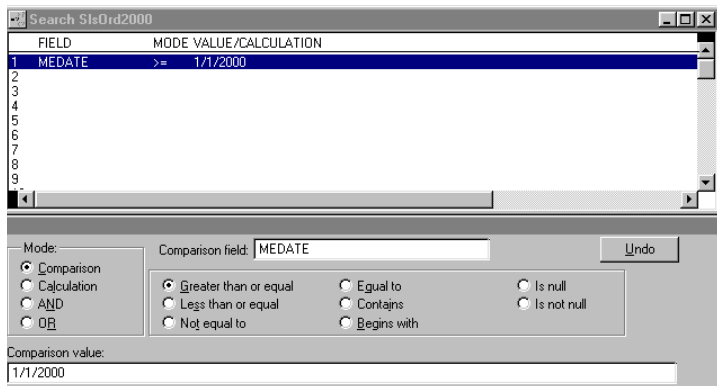 Search SlsOrd2000
FIELD MODE VALUE/CALCULATION
1 MEDATE >= 1/1/2000
2
3
4
5
6
7
8
9
Mode:
Comparison
Calculation
AND
OR
Comparison field: MEDATE
Undo
Greater than or equal Equal to Is null
Less than or equal Contains Is not null
Not equal to Begins with
Comparison value:
1/1/2000